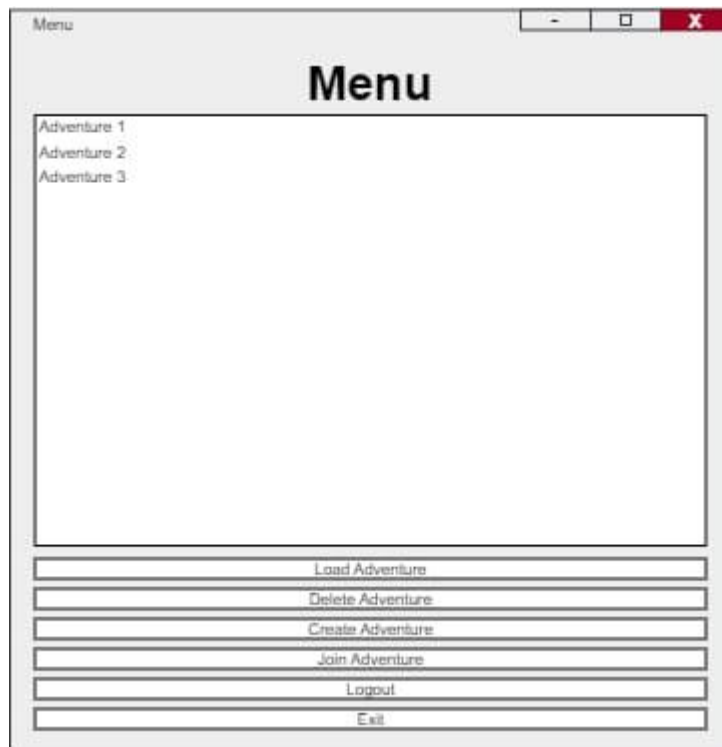 Menu
- X
Menu
Adventure 1
Adventure 2
Adventure 3
Load Adventure
Delete Adventure
Create Adventure
Join Adventure
Logout
Exit